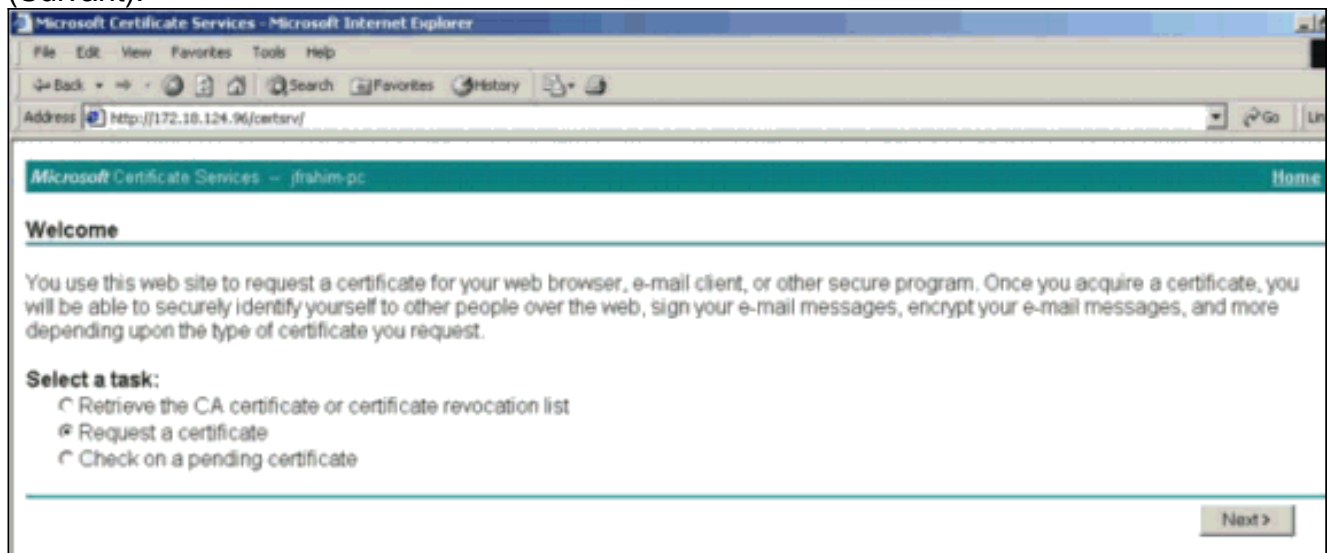 Microsoft Certificate Services - Microsoft Internet Explorer
File Edit View Favorites Tools Help
Back Search Favorites History
Address http://172.18.124.96/certsrv/ Go
Microsoft Certificate Services -- jfrahim-pc Home
Welcome
You use this web site to request a certificate for your web browser, e-mail client, or other secure program. Once you acquire a certificate, you
will be able to securely identify yourself to other people over the web, sign your e-mail messages, encrypt your e-mail messages, and more
depending upon the type of certificate you request.
Select a task:
Retrieve the CA certificate or certificate revocation list
Request a certificate
Check on a pending certificate
Next >